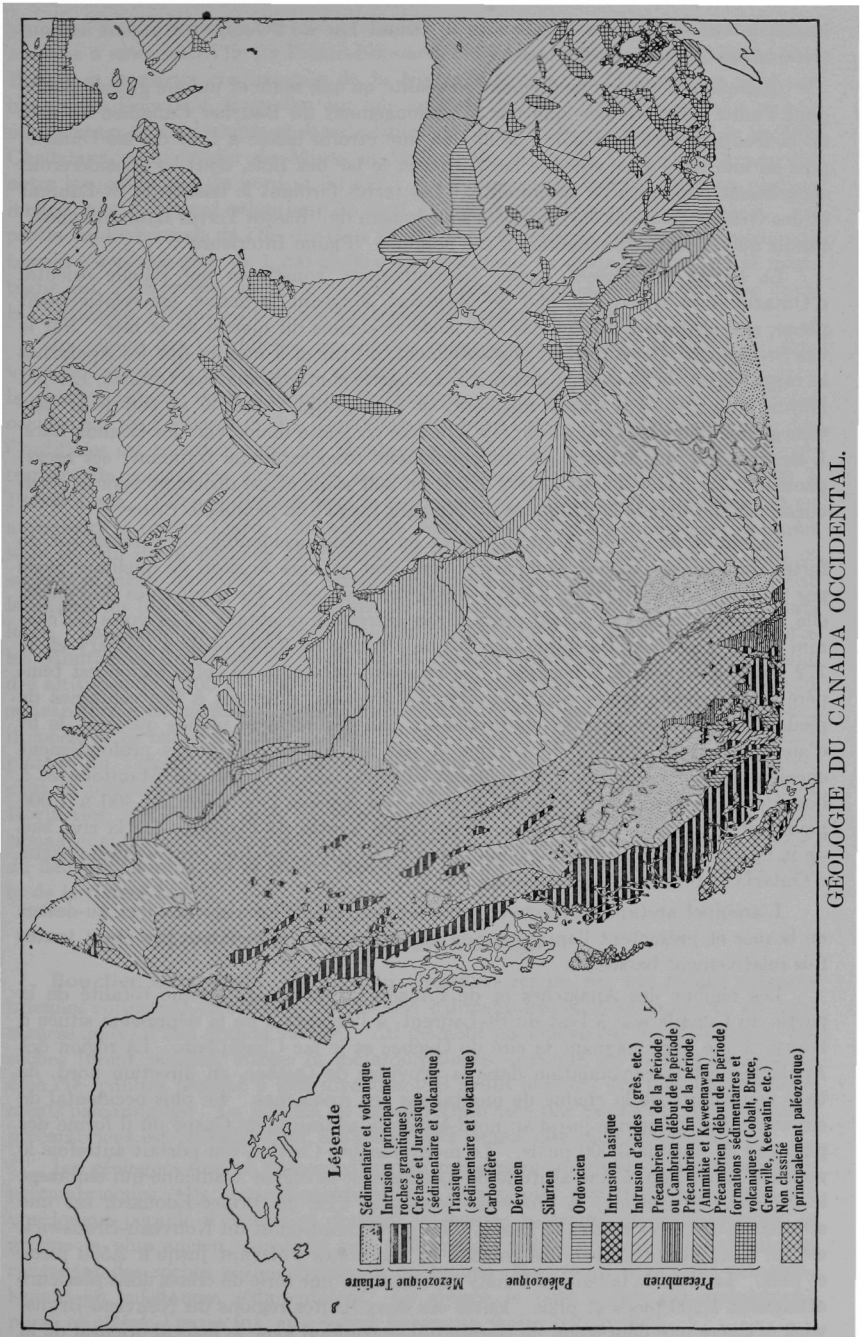 Légende
Tertiaire
Sédimentaire et volcanique
Intrusion (principalement
roches granitiques)
Mézozoïque
Crétacé et Jurassique
(sédimentaire et volcanique)
Triasique
(sédimentaire et volcanique)
Paléozoïque
Carbonifère
Dévonien
Silurien
Ordovicien
Précambrien
Intrusion basique
Intrusion d'acides (grès, etc.)
Précambrien (fin de la période)
ou Cambrien (début de la période)
Précambrien (fin de la période)
(Animikie et Keweenawan)
Précambrien (début de la période)
formations sédimentaires et
volcaniques (Cobalt, Bruce,
Grenville, Keewatin, etc.)
Non classifié
(principalement paléozoïque)
GÉOLOGIE DU CANADA OCCIDENTAL.